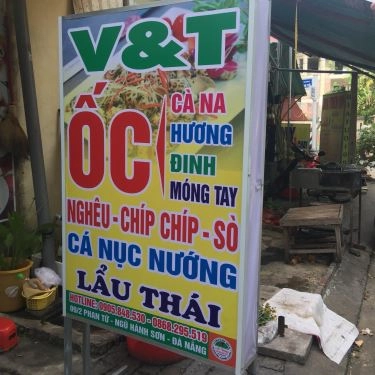 V&T
ỐC
CÀ NA
HƯƠNG
ĐINH
MÓNG TAY
NGHÊU - CHÍP CHÍP - SÒ
CÁ NỤC NƯỚNG
LẨU THÁI
HOTLINE: 0905.848.530 - 0868.295.519
09/2 PHAN TỨ - NGŨ HÀNH SƠN - ĐÀ NẴNG